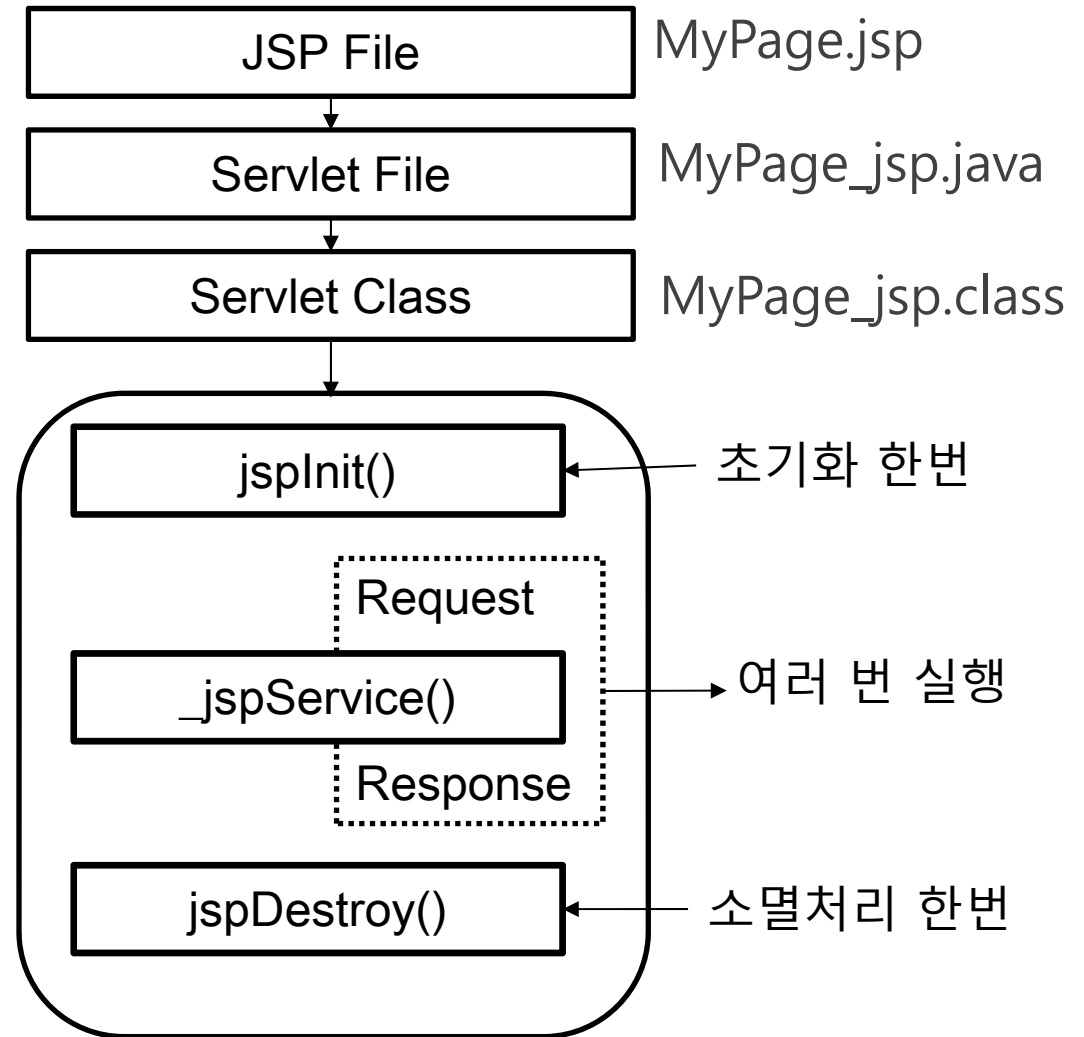 JSP File
MyPage.jsp
Servlet File
MyPage_jsp.java
Servlet Class
MyPage_jsp.class
jspInit()
초기화 한번
Request
_jspService()
여러 번 실행
Response
jspDestroy()
소멸처리 한번